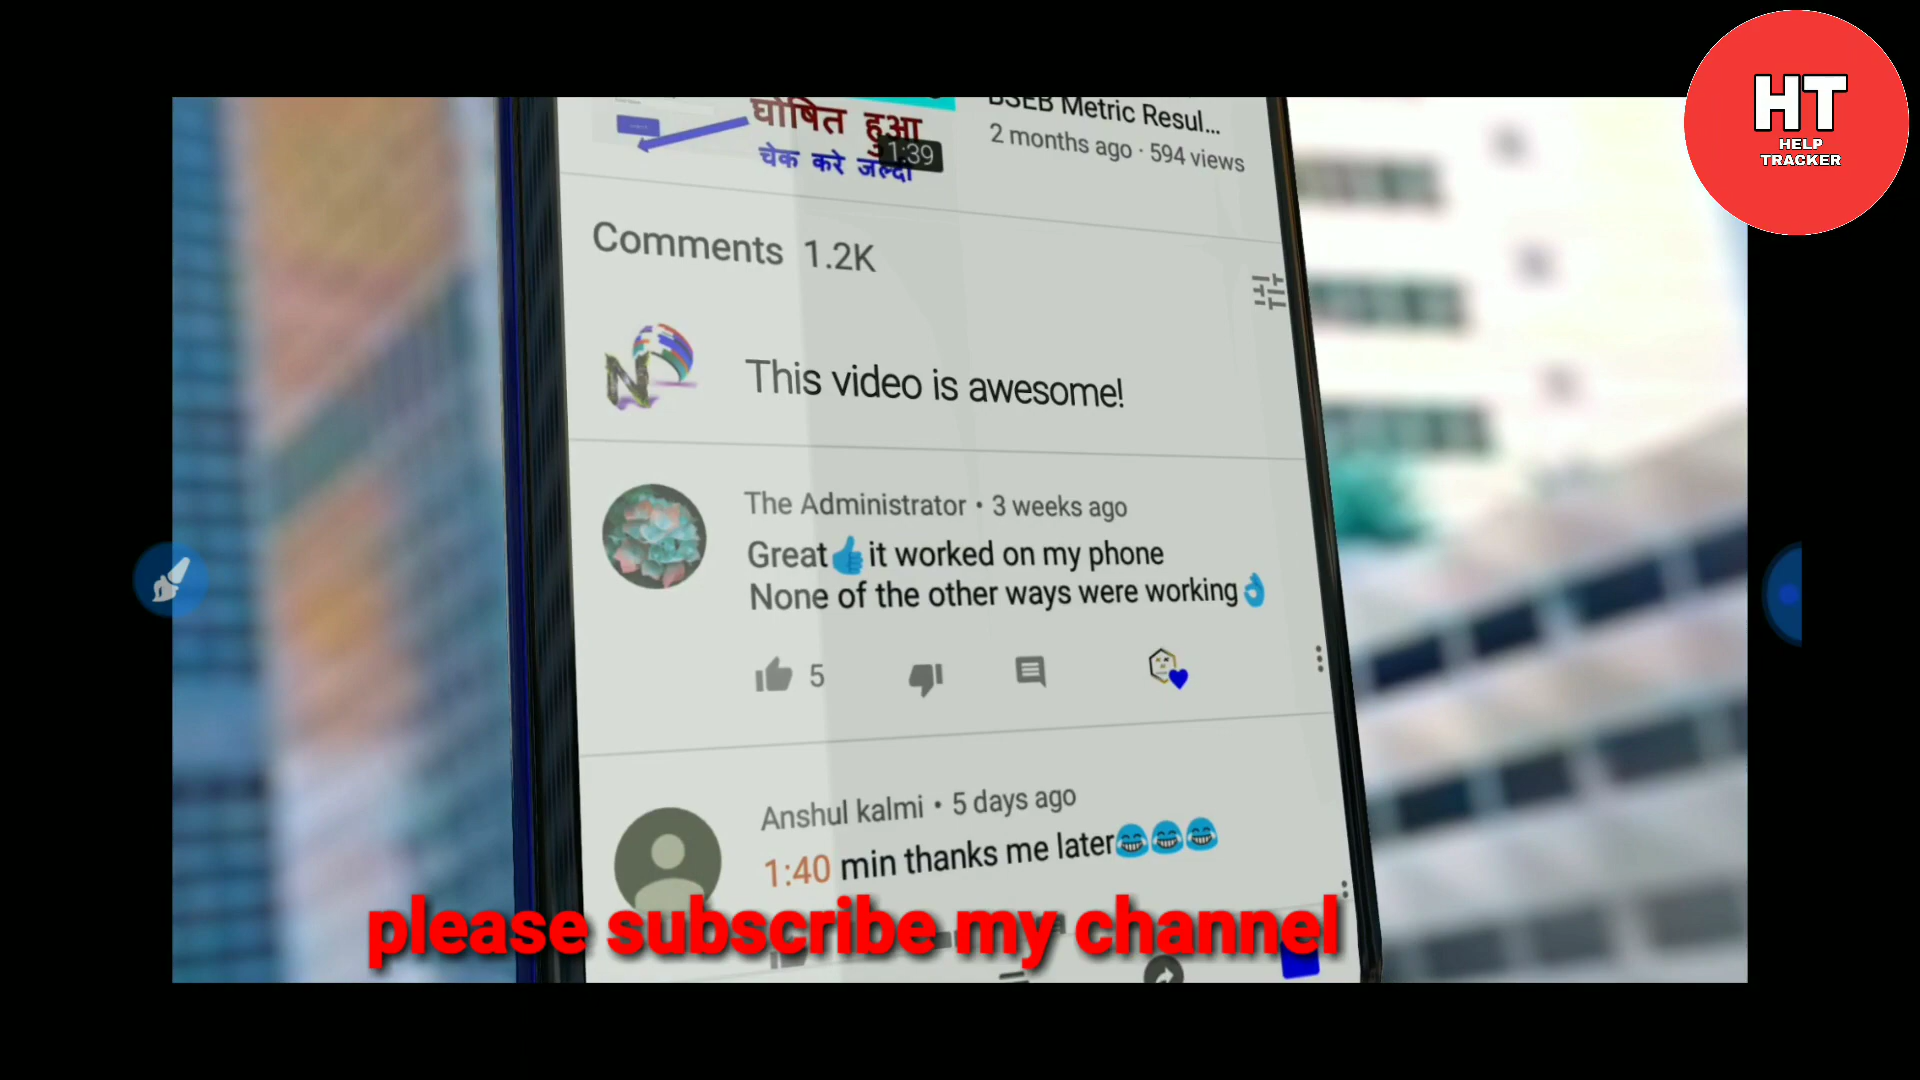 HT
HELP
TRACKER
घोषित हुआ
चेक करे जल्दी
1:39
BSEB Metric Resul...
2 months ago · 594 views
Comments 1.2K
N
This video is awesome!
The Administrator • 3 weeks ago
Great👍it worked on my phone
None of the other ways were working👌
5
Anshul kalmi • 5 days ago
1:40 min thanks me later😂😂😂
please subscribe my channel